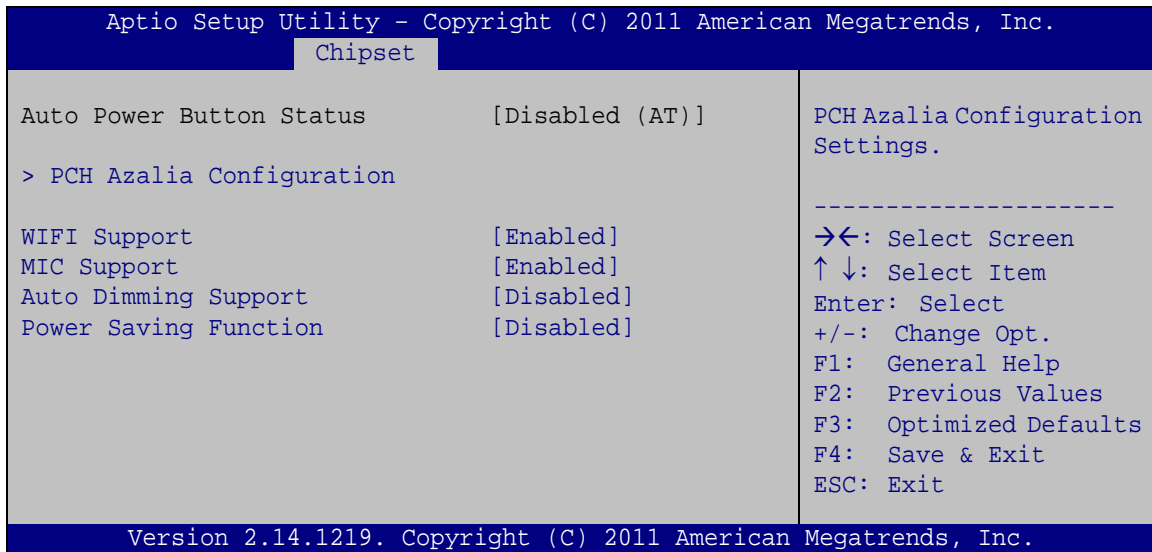 Aptio Setup Utility – Copyright (C) 2011 American Megatrends, Inc.
Chipset
Auto Power Button Status [Disabled (AT)]
> PCH Azalia Configuration
WIFI Support [Enabled]
MIC Support [Enabled]
Auto Dimming Support [Disabled]
Power Saving Function [Disabled]
PCH Azalia Configuration
Settings.
---------------------
→←: Select Screen
↑ ↓: Select Item
Enter: Select
+/-: Change Opt.
F1: General Help
F2: Previous Values
F3: Optimized Defaults
F4: Save & Exit
ESC: Exit
Version 2.14.1219. Copyright (C) 2011 American Megatrends, Inc.